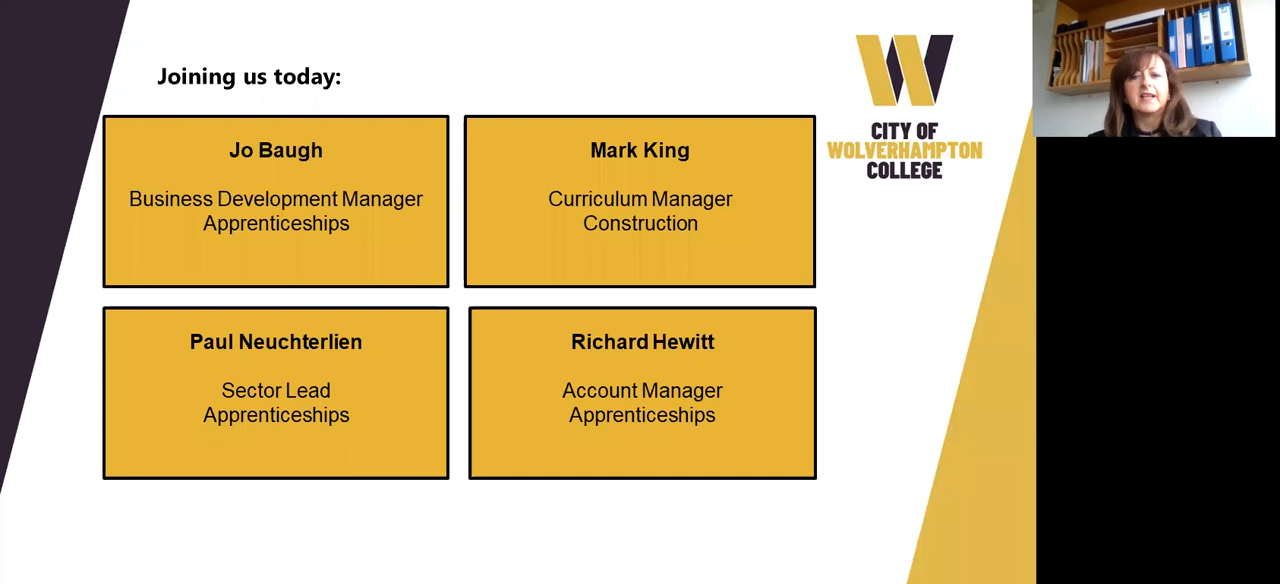 Joining us today:
Jo Baugh
Business Development Manager
Apprenticeships
Mark King
Curriculum Manager
Construction
Paul Neuchterlien
Sector Lead
Apprenticeships
Richard Hewitt
Account Manager
Apprenticeships
CITY OF
WOLVERHAMPTON
COLLEGE